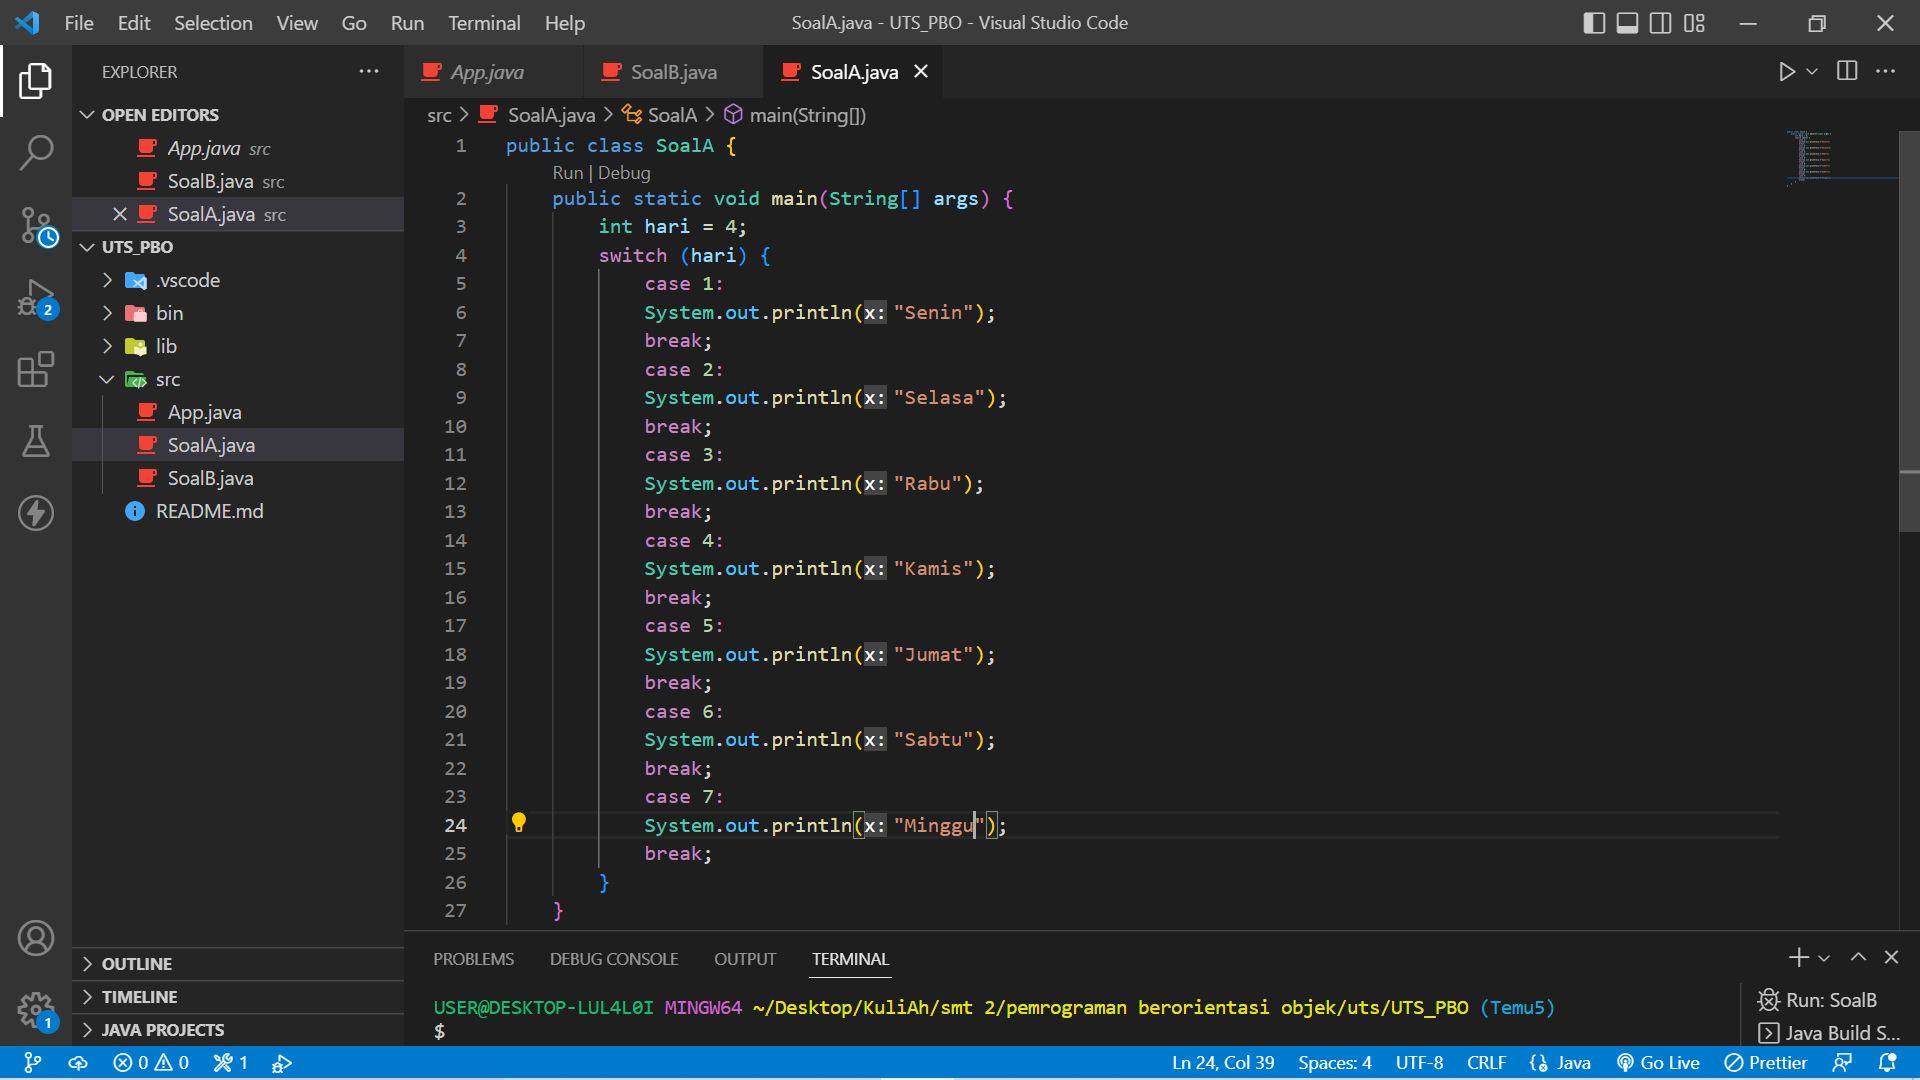 File Edit Selection View Go Run Terminal Help
SoalA.java - UTS_PBO - Visual Studio Code
EXPLORER
OPEN EDITORS
App.java src
SoalB.java src
SoalA.java src
UTS_PBO
.vscode
bin
lib
src
App.java
SoalA.java
SoalB.java
README.md
OUTLINE
TIMELINE
JAVA PROJECTS
2
1
App.java SoalB.java SoalA.java
src > SoalA.java > SoalA > main(String[])
1 public class SoalA {
Run | Debug
2 public static void main(String[] args) {
3 int hari = 4;
4 switch (hari) {
5 case 1:
6 System.out.println(x: "Senin");
7 break;
8 case 2:
9 System.out.println(x: "Selasa");
10 break;
11 case 3:
12 System.out.println(x: "Rabu");
13 break;
14 case 4:
15 System.out.println(x: "Kamis");
16 break;
17 case 5:
18 System.out.println(x: "Jumat");
19 break;
20 case 6:
21 System.out.println(x: "Sabtu");
22 break;
23 case 7:
24 System.out.println(x: "Minggu");
25 break;
26 }
27 }
PROBLEMS DEBUG CONSOLE OUTPUT TERMINAL
USER@DESKTOP-LUL4L0I MINGW64 ~/Desktop/KuliAh/smt 2/pemrograman berorientasi objek/uts/UTS_PBO (Temu5)
$
Run: SoalB
Java Build S...
0 0 1
Ln 24, Col 39 Spaces: 4 UTF-8 CRLF Java Go Live Prettier